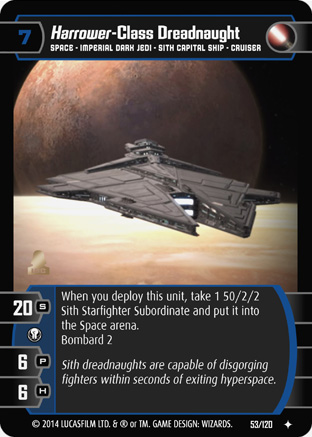 7
Harrower-Class Dreadnaught
SPACE • IMPERIAL DARK JEDI • SITH CAPITAL SHIP • CRUISER
20 S
When you deploy this unit, take 1 50/2/2
Sith Starfighter Subordinate and put it into
the Space arena.
Bombard 2
6 P
6 H
Sith dreadnaughts are capable of disgorging
fighters within seconds of exiting hyperspace.
© 2014 LUCASFILM LTD. & ® or TM. GAME DESIGN: WIZARDS.
53/120